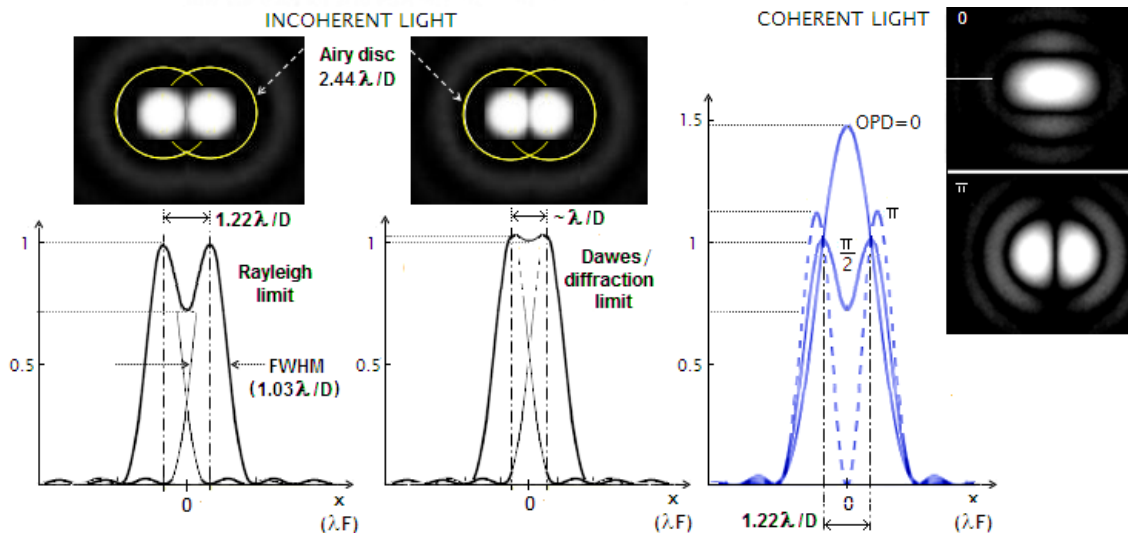 INCOHERENT LIGHT
COHERENT LIGHT
Airy disc
2.44λ/D
0
π
1.22λ/D
~λ/D
1
Rayleigh
limit
0.5
FWHM
(1.03λ/D)
0
x
(λF)
1
Dawes/
diffraction
limit
0.5
0
x
(λF)
1.5
OPD=0
π
1
π
2
0.5
0
x
1.22λ/D
(λF)